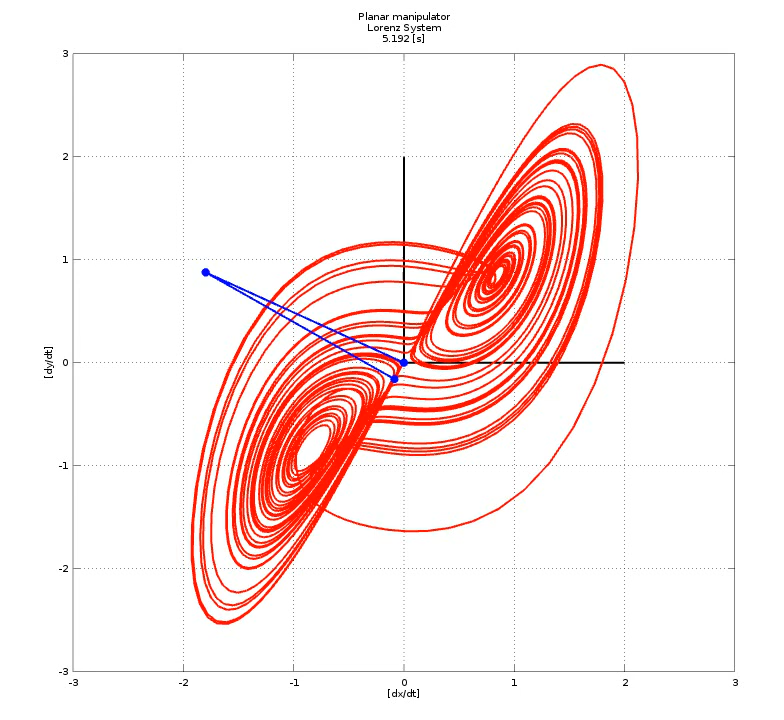 Planar manipulator
Lorenz System
5.192 [s]
3
2
1
0
-1
-2
-3
[dy/dt]
-3 -2 -1 0 1 2 3
[dx/dt]